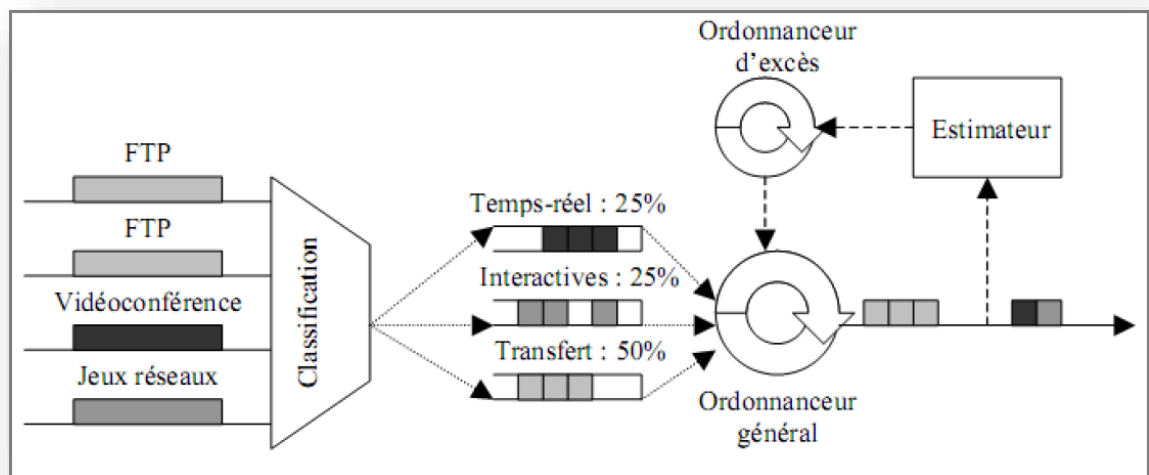 Ordonnanceur
d'excès
Estimateur
FTP
FTP
Vidéoconférence
Jeux réseaux
Classification
Temps-réel : 25%
Interactives : 25%
Transfert : 50%
Ordonnanceur
général